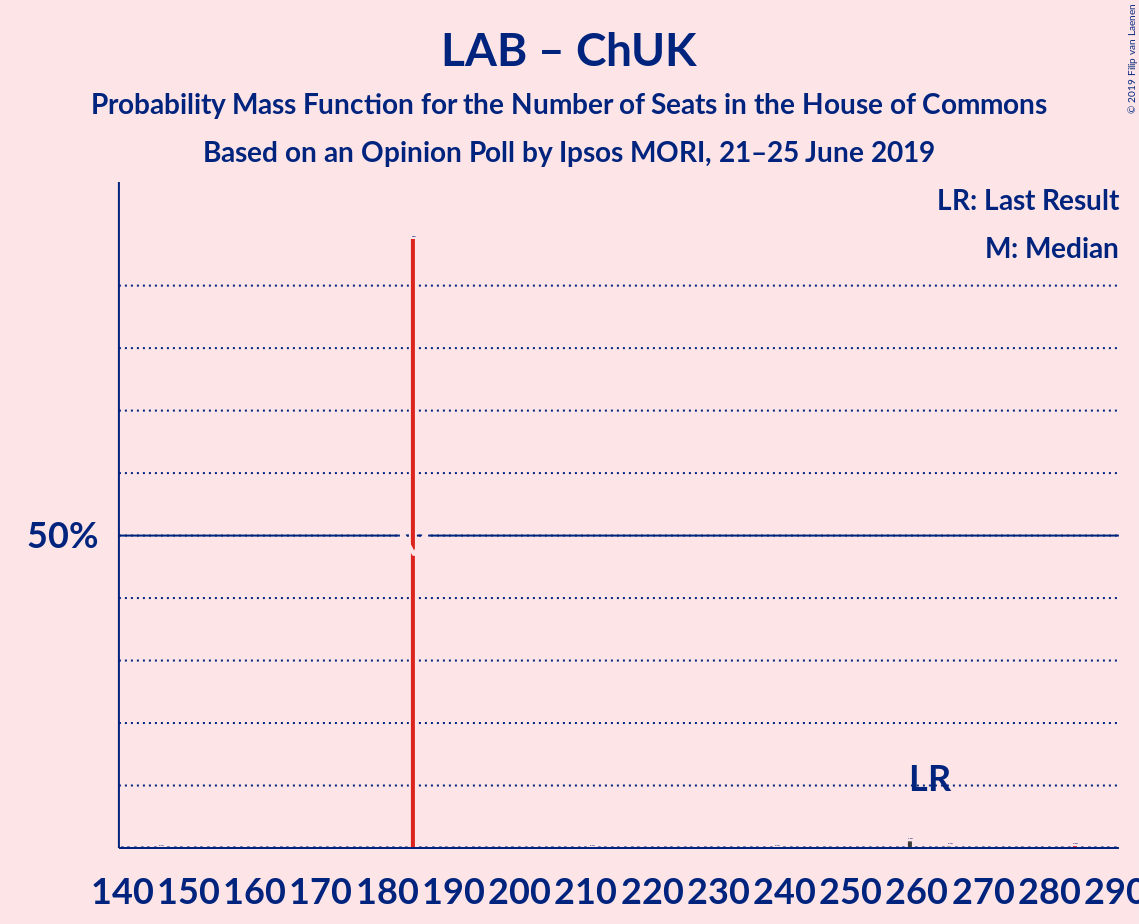 LAB – ChUK
Probability Mass Function for the Number of Seats in the House of Commons
Based on an Opinion Poll by Ipsos MORI, 21–25 June 2019
© 2019 Filip van Laenen
LR: Last Result
M: Median
50%
LR
140 150 160 170 180 190 200 210 220 230 240 250 260 270 280 290